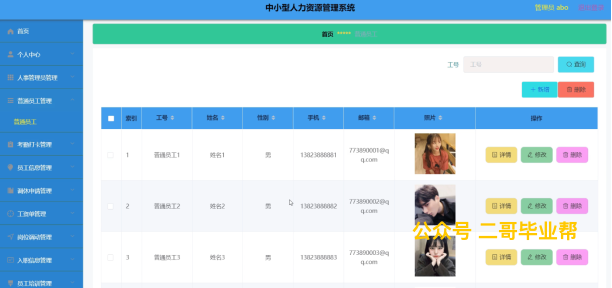 中小型人力资源管理系统
管理员 abo
首页
个人中心
人事管理员管理
普通员工管理
普通员工
考勤打卡管理
员工信息管理
调休申请管理
工资单管理
岗位调动管理
入职信息管理
员工培训管理
首页 *****
工号 工号 查询
+ 新增 删除
索引 工号 姓名 性别 手机 邮箱 照片 操作
1 普通员工1 姓名1 男 13823888881 773890001@q
q.com 详情 修改 删除
2 普通员工2 姓名2 男 13823888882 773890002@q
q.com 详情 修改 删除
3 普通员工3 姓名3 男 13823888883 773890003@q
q.com 详情 修改 删除
公众号 二哥毕业帮